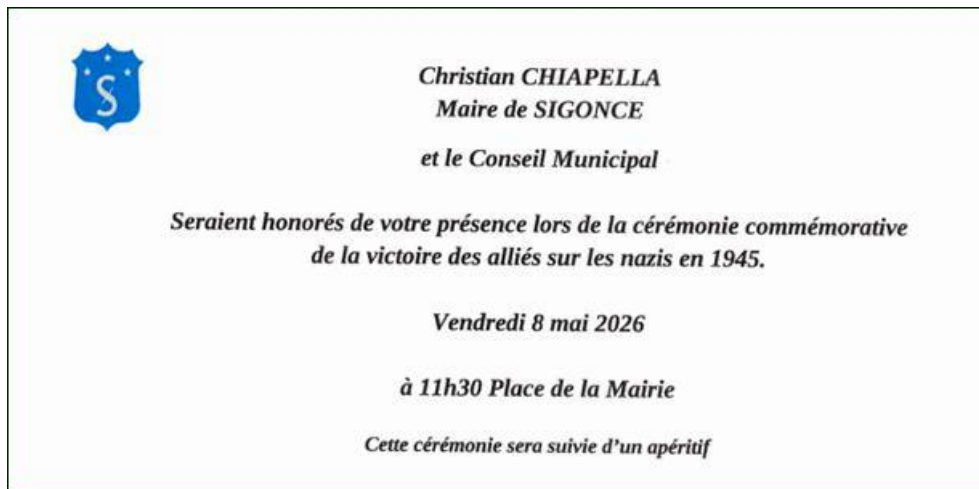 S
Christian CHIAPELLA
Maire de SIGONCE
et le Conseil Municipal
Seraient honorés de votre présence lors de la cérémonie commémorative
de la victoire des alliés sur les nazis en 1945.
Vendredi 8 mai 2026
à 11h30 Place de la Mairie
Cette cérémonie sera suivie d'un apéritif